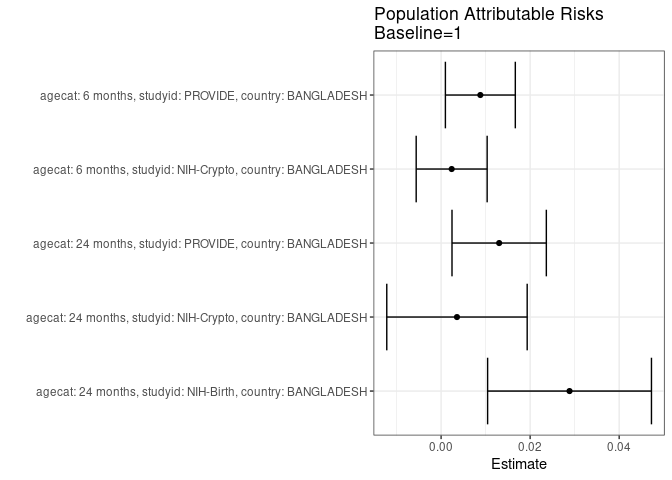 Population Attributable Risks
Baseline=1
agecat: 6 months, studyid: PROVIDE, country: BANGLADESH
agecat: 6 months, studyid: NIH-Crypto, country: BANGLADESH
agecat: 24 months, studyid: PROVIDE, country: BANGLADESH
agecat: 24 months, studyid: NIH-Crypto, country: BANGLADESH
agecat: 24 months, studyid: NIH-Birth, country: BANGLADESH
0.00 0.02 0.04
Estimate